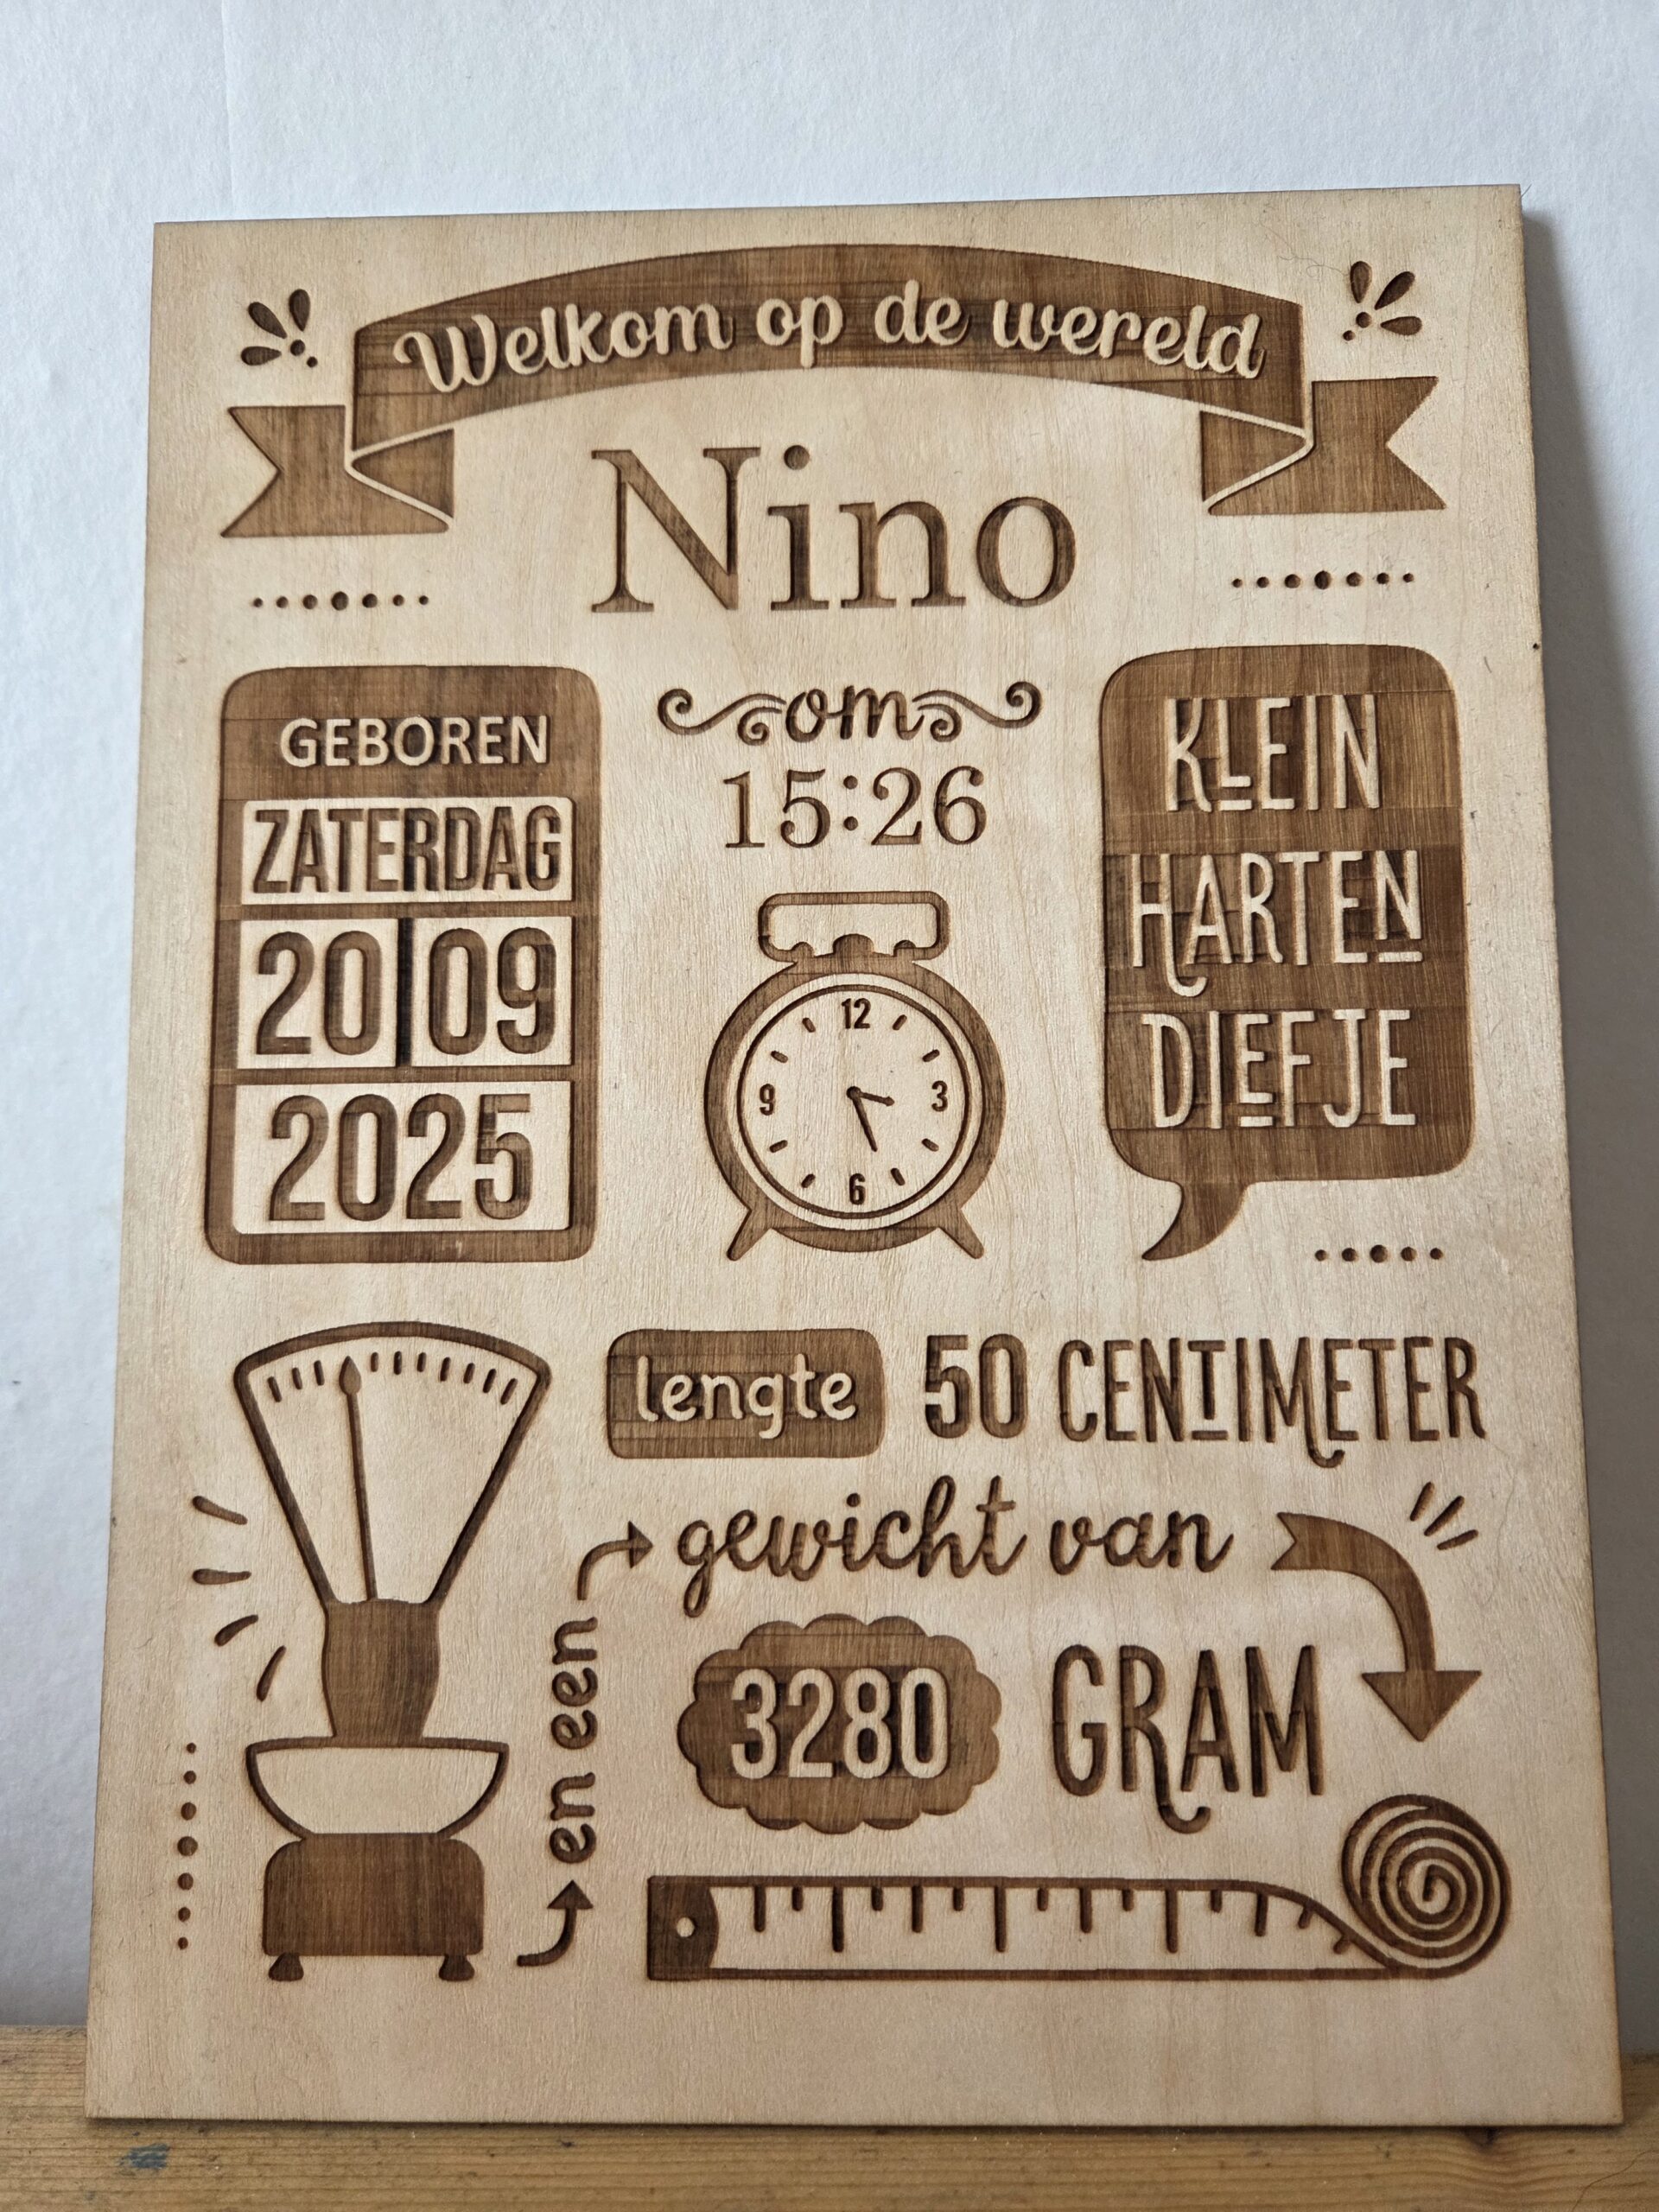 Welkom op de wereld
Nino
GEBOREN
ZATERDAG
20 09
2025
om
15:26
12
9 3
6
KLEIN
HARTEN
DIEFJE
lengte 50 CENTIMETER
en een
gewicht van
3280 GRAM